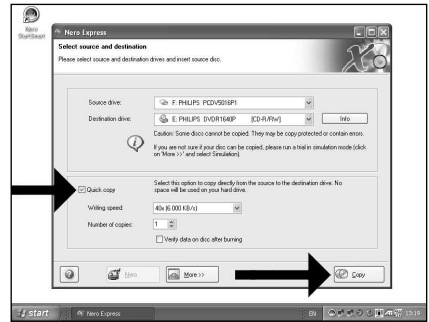 Nero
StartSmart
Nero Express
Select source and destination
Please select source and destination drives and insert source disc.
Source drive:
F: PHILIPS PCDV5016P1
Destination drive:
E: PHILIPS DVDR1640P [CD-R/RW]
Info
Caution: Some discs cannot be copied. They may be copy protected or contain errors.
If you are not sure if your disc can be copied, please run a trial in simulation mode (click
on 'More >>' and select Simulation).
Quick copy
Select this option to copy directly from the source to the destination drive. No
space will be used on your hard drive.
Writing speed:
40x (6.000 KB/s)
Number of copies:
1
Verify data on disc after burning
Nero
More >>
Copy
start
Nero Express
EN
13:19